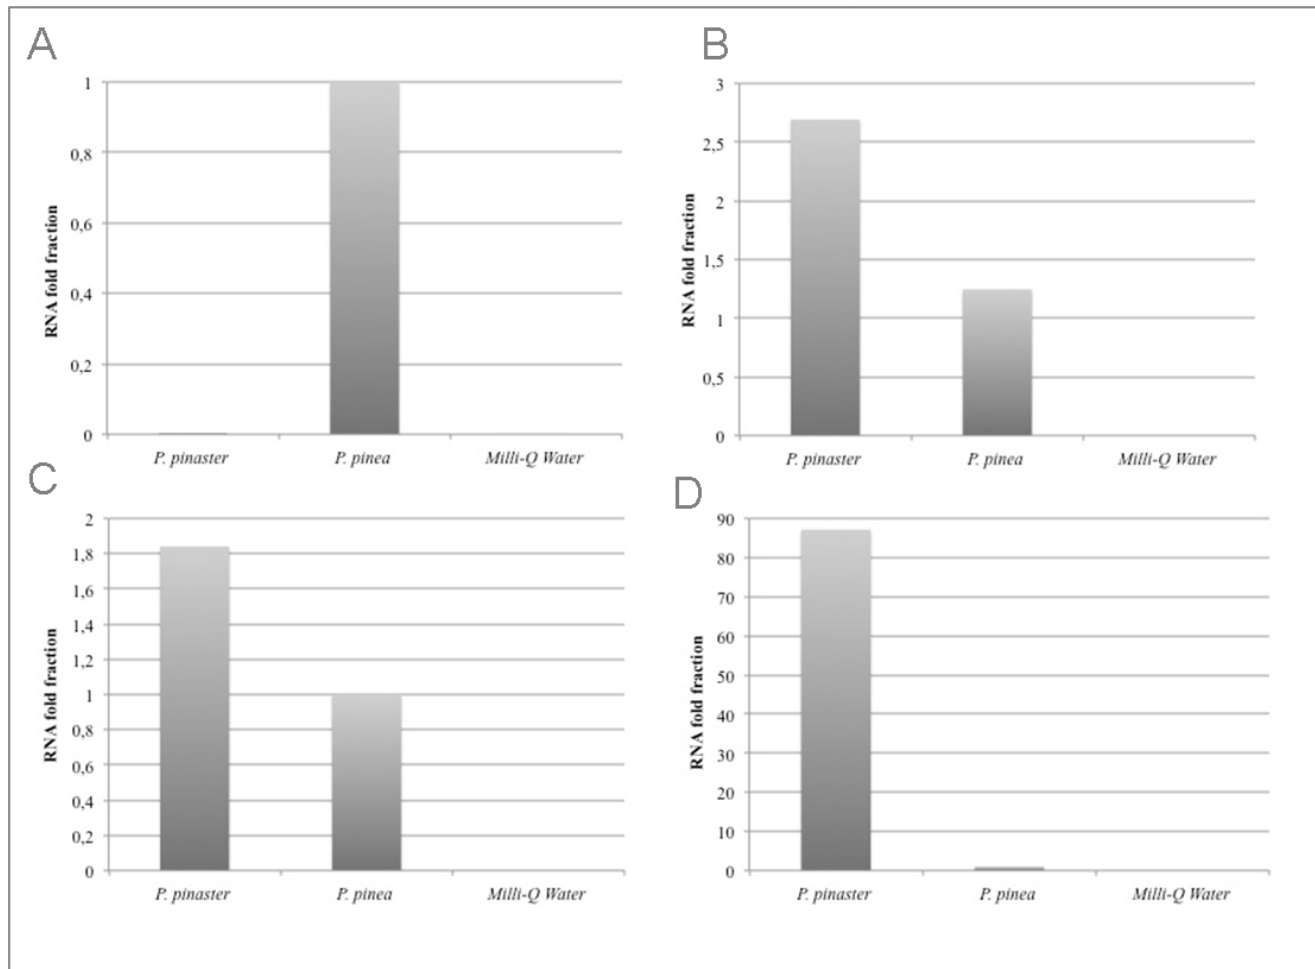 A
RNA fold fraction
1
0,8
0,6
0,4
0,2
0
P. pinaster P. pinea Milli-Q Water
B
RNA fold fraction
3
2,5
2
1,5
1
0,5
0
P. pinaster P. pinea Milli-Q Water
C
RNA fold fraction
2
1,8
1,6
1,4
1,2
1
0,8
0,6
0,4
0,2
0
P. pinaster P. pinea Milli-Q Water
D
RNA fold fraction
90
80
70
60
50
40
30
20
10
0
P. pinaster P. pinea Milli-Q Water